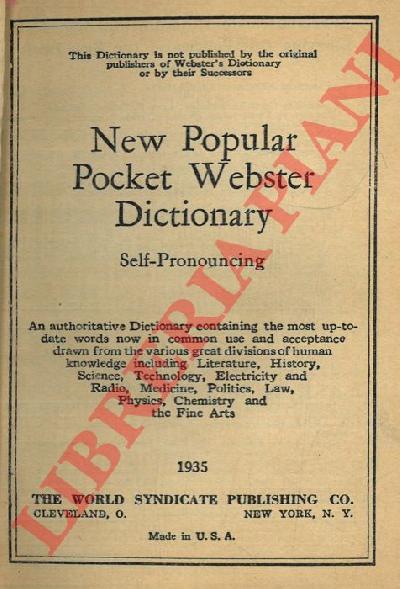 This Dictionary is not published by the original
publishers of Webster's Dictionary
or by their Successors
New Popular
Pocket Webster
Dictionary
Self-Pronouncing
An authoritative Dictionary containing the most up-to-
date words now in common use and acceptance
drawn from the various great divisions of human
knowledge including Literature, History,
Science, Technology, Electricity and
Radio, Medicine, Politics, Law,
Physics, Chemistry and
the Fine Arts
1935
THE WORLD SYNDICATE PUBLISHING CO.
CLEVELAND, O. NEW YORK, N. Y.
Made in U. S. A.
LIBRERIA PIANI